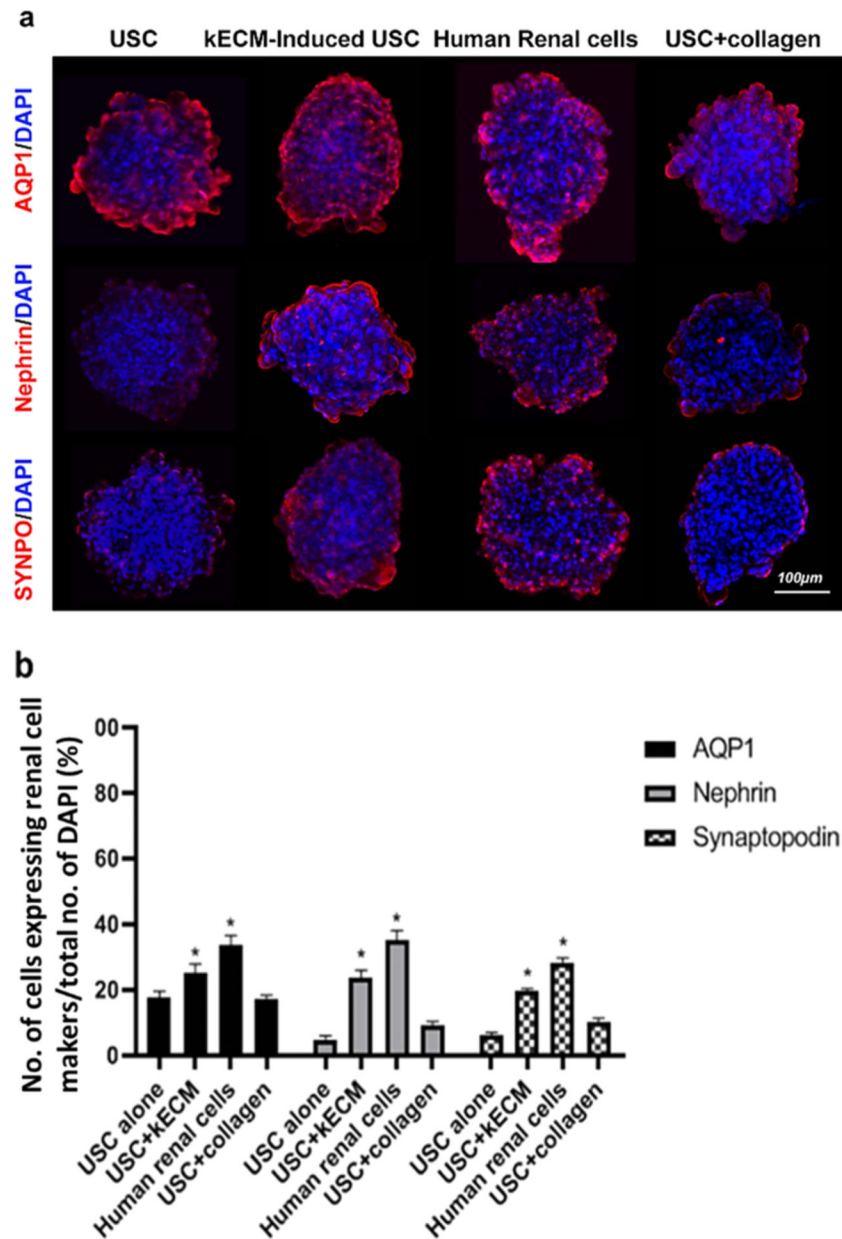 a
USC kECM-Induced USC Human Renal cells USC+collagen
AQP1/DAPI
Nephrin/DAPI
SYNPO/DAPI
100μm
b
No. of cells expressing renal cell
makers/total no. of DAPI (%)
00
80
60
40
20
0
* * * * * *
AQP1
Nephrin
Synaptopodin
USC alone
USC+kECM
Human renal cells
USC+collagen
USC alone
USC+kECM
Human renal cells
USC+collagen
USC alone
USC+kECM
Human renal cells
USC+collagen